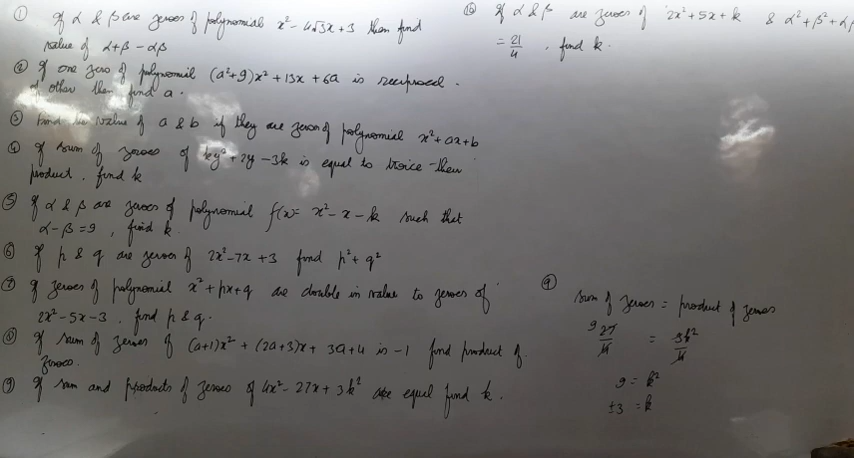 ① If α & β are zeroes of polynomial x² - 4√3x + 3 then find
value of α+β - αβ
② If one zero of polynomial (a²+9)x² + 13x + 6a is reciprocal
of other then find a.
③ Find the value of a & b if they are zeroes of polynomial x² + ax + b
④ If sum of zeroes of ky² + 2y - 3k is equal to twice their
product, find k
⑤ If α & β are zeroes of polynomial f(x) = x² - x - k such that
α - β = 9, find k.
⑥ If p & q are zeroes of 2x² - 7x + 3 find p² + q²
⑦ If zeroes of polynomial x² + px + q are double in value to zeroes of
2x² - 5x - 3. find p & q.
⑧ If sum of zeroes of (a+1)x² + (2a+3)x + 3a+4 is -1 find product of
zeroes.
⑨ If sum and products of zeroes of 4x² - 27x + 3k² are equal find k.
⑩ If α & β are zeroes of 2x² + 5x + k & α² + β² + αβ
= 21/4 , find k.
⑨ sum of zeroes = product of zeroes
9 27/4 = 3k²/4
9 = k²
±3 = k